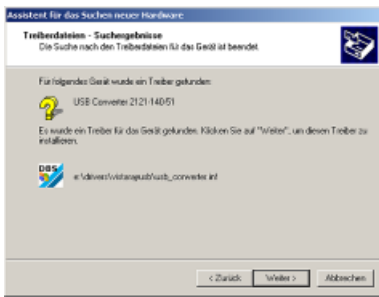 Assistent für das Suchen neuer Hardware
Treiberdateien - Suchergebnisse
Die Suche nach den Treiberdateien für das Gerät ist beendet.
Für folgendes Gerät wurde ein Treiber gefunden:
USB Converter 2121-140-51
Es wurde ein Treiber für das Gerät gefunden. Klicken Sie auf "Weiter", um diesen Treiber zu
installieren.
DBS
usb_converter.inf
< Zurück
Weiter >
Abbrechen